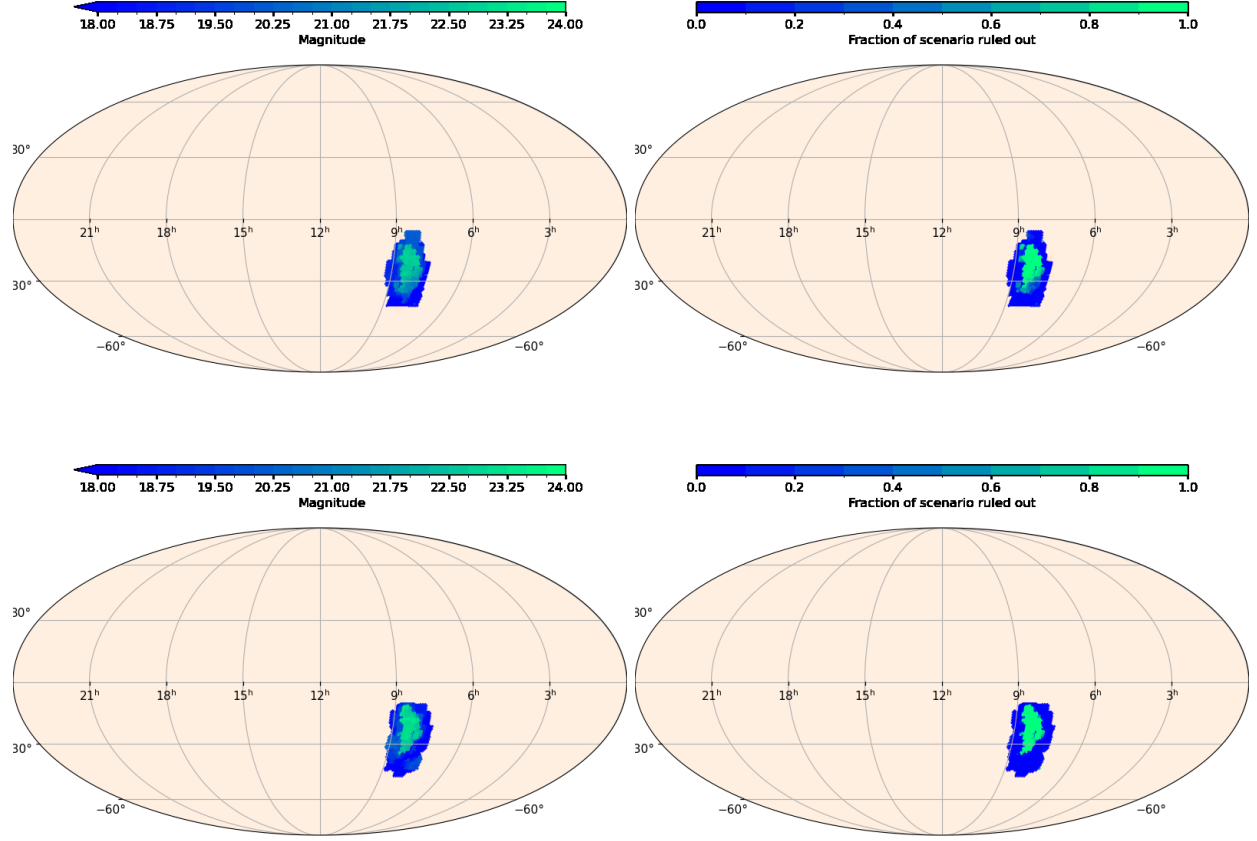 18.00 18.75 19.50 20.25 21.00 21.75 22.50 23.25 24.00
Magnitude
0.0 0.2 0.4 0.6 0.8 1.0
Fraction of scenario ruled out
30°
21h 18h 15h 12h 9h 6h 3h
30°
−60° −60°
30°
21h 18h 15h 12h 9h 6h 3h
30°
−60° −60°
18.00 18.75 19.50 20.25 21.00 21.75 22.50 23.25 24.00
Magnitude
0.0 0.2 0.4 0.6 0.8 1.0
Fraction of scenario ruled out
30°
21h 18h 15h 12h 9h 6h 3h
30°
−60° −60°
30°
21h 18h 15h 12h 9h 6h 3h
30°
−60° −60°